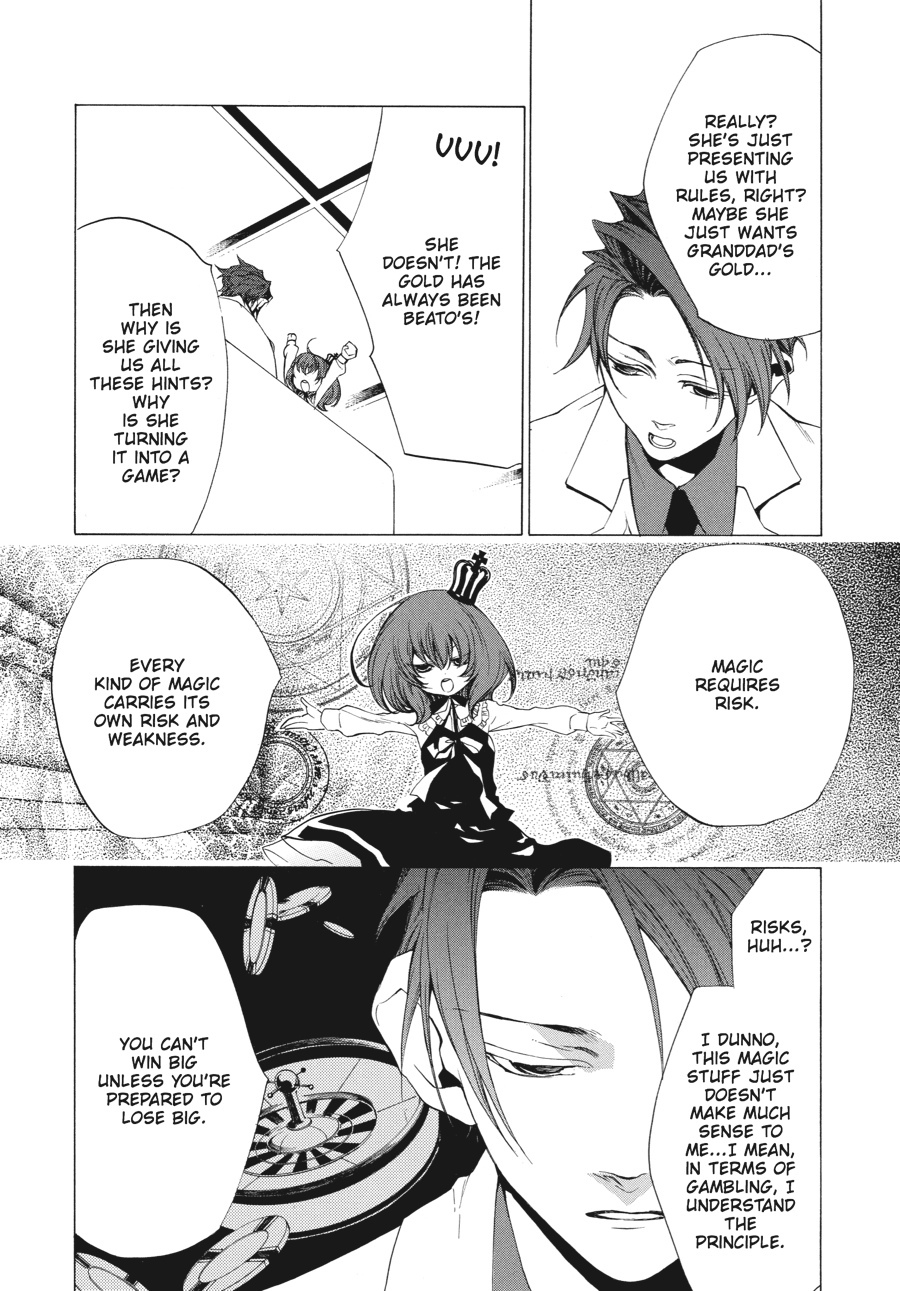 REALLY?
SHE'S JUST
PRESENTING
US WITH
RULES, RIGHT?
MAYBE SHE
JUST WANTS
GRANDDAD'S
GOLD...
UUU!
SHE
DOESN'T! THE
GOLD HAS
ALWAYS BEEN
BEATO'S!
THEN
WHY IS
SHE GIVING
US ALL
THESE HINTS?
WHY
IS SHE
TURNING
IT INTO A
GAME?
MAGIC
REQUIRES
RISK.
EVERY
KIND OF MAGIC
CARRIES ITS
OWN RISK AND
WEAKNESS.
RISKS,
HUH...?
I DUNNO,
THIS MAGIC
STUFF JUST
DOESN'T
MAKE MUCH
SENSE TO
ME...I MEAN,
IN TERMS OF
GAMBLING, I
UNDERSTAND
THE
PRINCIPLE.
YOU CAN'T
WIN BIG
UNLESS YOU'RE
PREPARED TO
LOSE BIG.